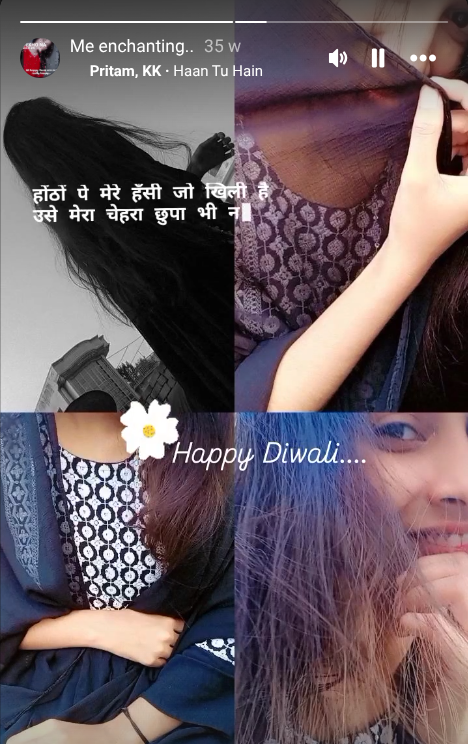 Me enchanting.. 35 w
Pritam, KK · Haan Tu Hain
होंठों पे मेरे हँसी जो खिली है
उसे मेरा चेहरा छुपा भी न
Happy Diwali....